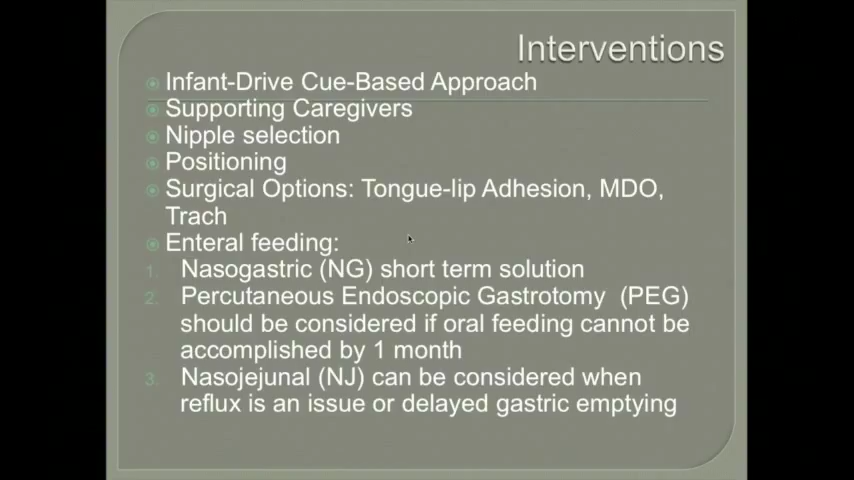 Interventions
Infant-Drive Cue-Based Approach
Supporting Caregivers
Nipple selection
Positioning
Surgical Options: Tongue-lip Adhesion, MDO,
Trach
Enteral feeding:
1. Nasogastric (NG) short term solution
2. Percutaneous Endoscopic Gastrotomy (PEG)
should be considered if oral feeding cannot be
accomplished by 1 month
3. Nasojejunal (NJ) can be considered when
reflux is an issue or delayed gastric emptying